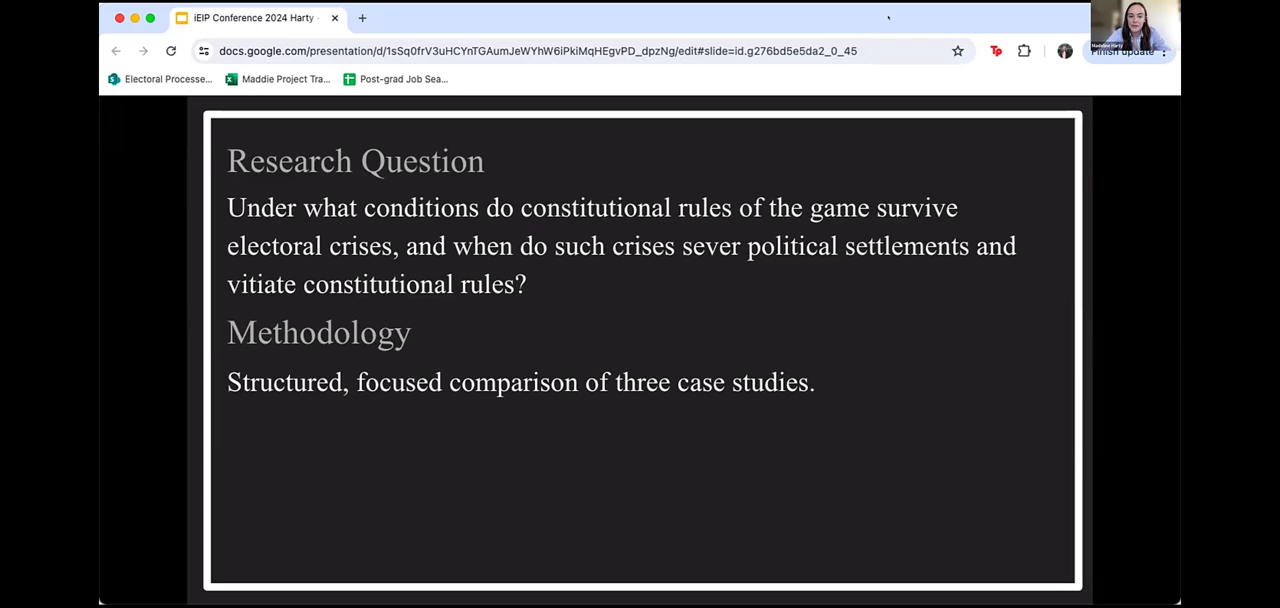 iEIP Conference 2024 Harty
docs.google.com/presentation/d/1sSq0frV3uHCYnTGAumJeWYhW6iPkiMqHEgvPD_dpzNg/edit#slide=id.g276bd5e5da2_0_45
Tp
Finish update
Electoral Processe...
Maddie Project Tra...
Post-grad Job Sea...
Research Question
Under what conditions do constitutional rules of the game survive
electoral crises, and when do such crises sever political settlements and
vitiate constitutional rules?
Methodology
Structured, focused comparison of three case studies.